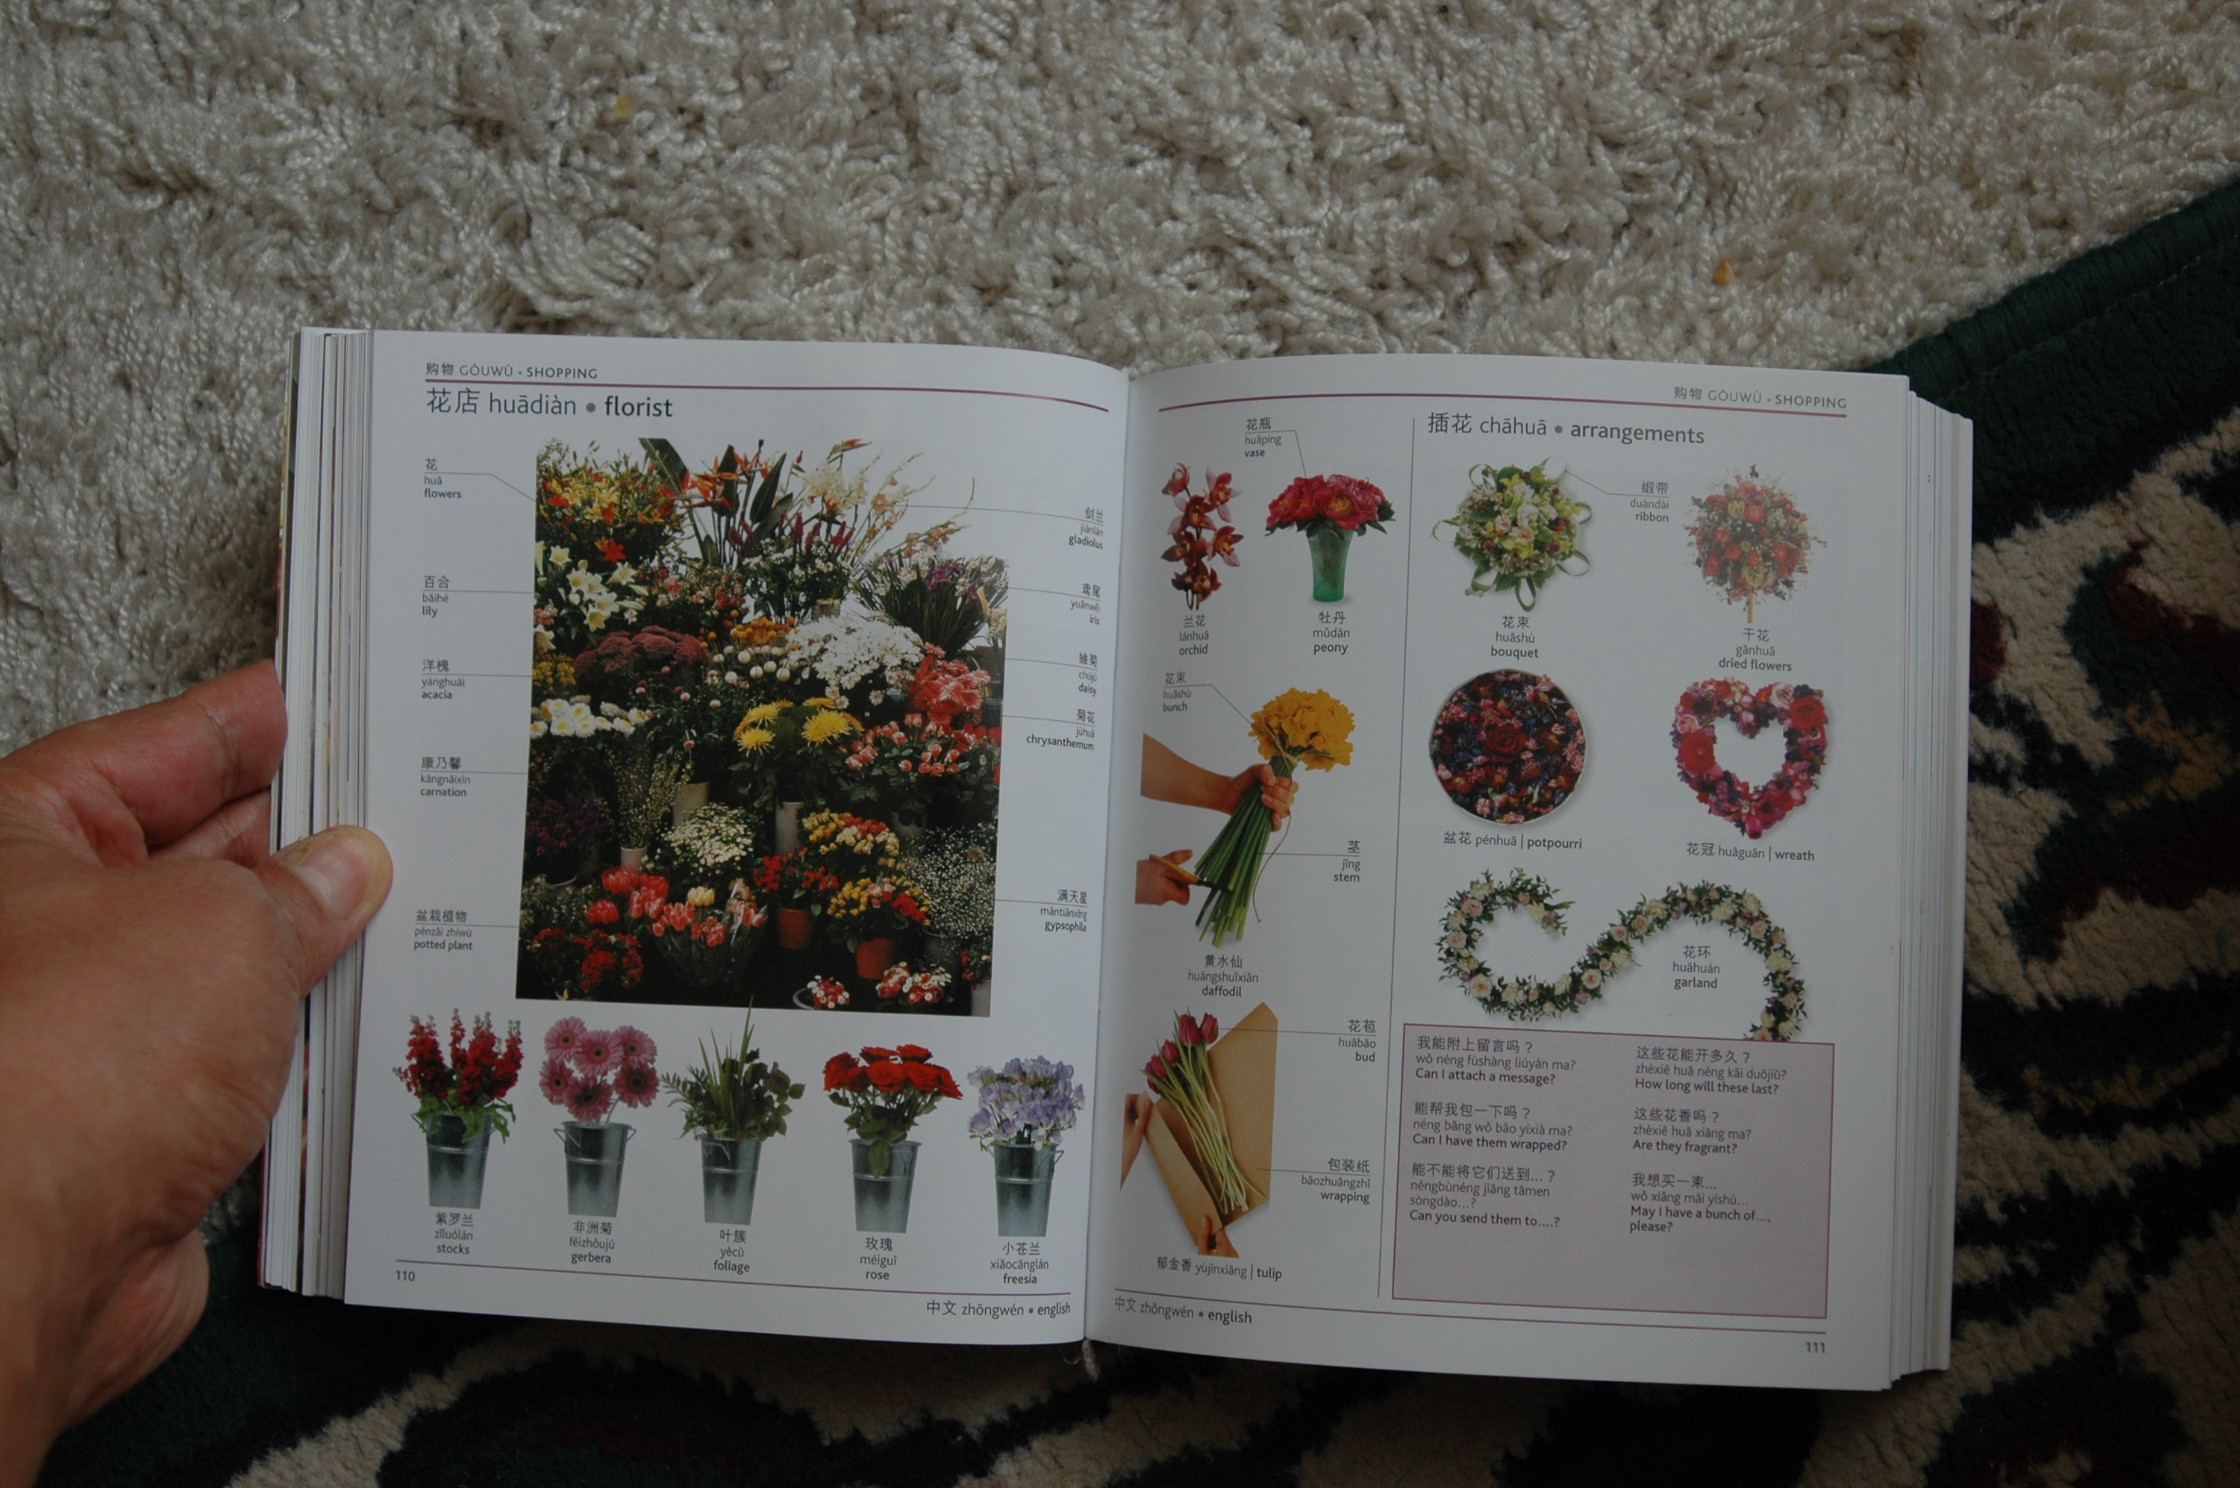 购物 GÒUWÙ • SHOPPING
花店 huādiàn • florist
花
huā
flowers
百合
bǎihé
lily
洋槐
yánghuái
acacia
康乃馨
kāngnǎixīn
carnation
盆栽植物
pénzāi zhíwù
potted plant
剑兰
jiànlán
gladiolus
鸢尾
yuānwěi
iris
雏菊
chújú
daisy
菊花
júhuā
chrysanthemum
满天星
mǎntiānxīng
gypsophila
紫罗兰
zǐluólán
stocks
非洲菊
fēizhōujú
gerbera
叶簇
yècù
foliage
玫瑰
méiguī
rose
小苍兰
xiǎocānglán
freesia
110
中文 zhōngwén • english
购物 GÒUWÙ • SHOPPING
花瓶
huāpíng
vase
兰花
lánhuā
orchid
牡丹
mǔdān
peony
花束
huāshù
bunch
茎
jīng
stem
黄水仙
huángshuǐxiān
daffodil
花苞
huābāo
bud
包装纸
bāozhuāngzhǐ
wrapping
郁金香 yùjīnxiāng | tulip
插花 chāhuā • arrangements
缎带
duàndài
ribbon
花束
huāshù
bouquet
干花
gānhuā
dried flowers
盆花 pénhuā | potpourri
花冠 huāguān | wreath
花环
huāhuán
garland
我能附上留言吗？
wǒ néng fùshàng liúyán ma?
Can I attach a message?
能帮我包一下吗？
néng bāng wǒ bāo yíxià ma?
Can I have them wrapped?
能不能将它们送到...？
néngbùnéng jiāng tāmen
sòngdào...?
Can you send them to....?
这些花能开多久？
zhèxiē huā néng kāi duōjiǔ?
How long will these last?
这些花香吗？
zhèxiē huā xiāng ma?
Are they fragrant?
我想买一束...
wǒ xiǎng mǎi yíshù...
May I have a bunch of...,
please?
中文 zhōngwén • english
111